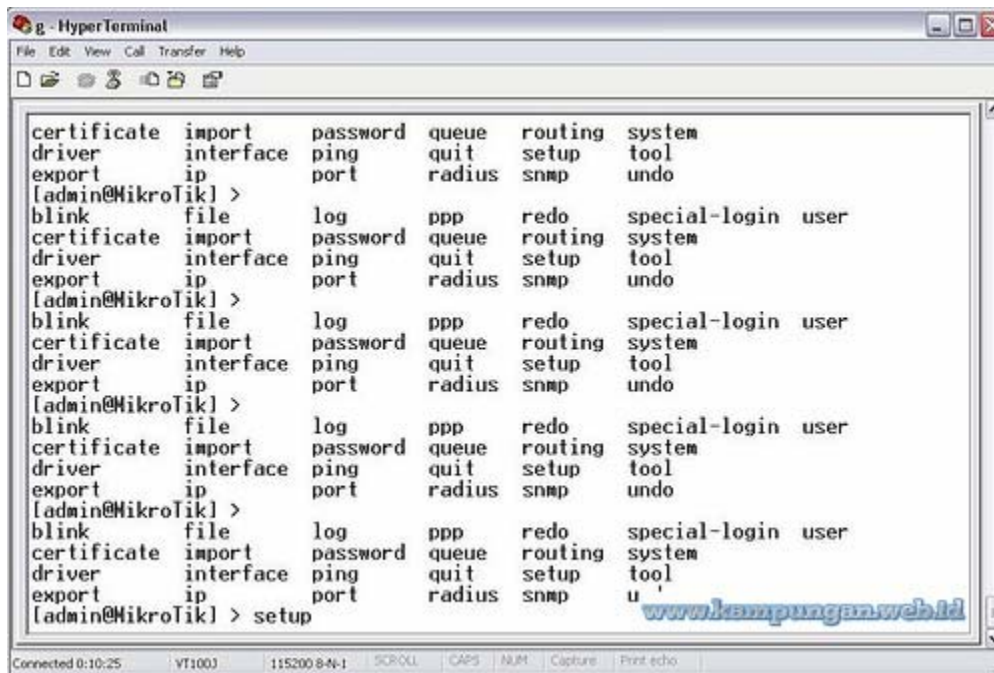 g - HyperTerminal
File Edit View Call Transfer Help
certificate import password queue routing system
driver interface ping quit setup tool
export ip port radius snmp undo
[admin@MikroTik] >
blink file log ppp redo special-login user
certificate import password queue routing system
driver interface ping quit setup tool
export ip port radius snmp undo
[admin@MikroTik] >
blink file log ppp redo special-login user
certificate import password queue routing system
driver interface ping quit setup tool
export ip port radius snmp undo
[admin@MikroTik] >
blink file log ppp redo special-login user
certificate import password queue routing system
driver interface ping quit setup tool
export ip port radius snmp undo
[admin@MikroTik] >
blink file log ppp redo special-login user
certificate import password queue routing system
driver interface ping quit setup tool
export ip port radius snmp u
[admin@MikroTik] > setup
www.kampungan.web.id
Connected 0:10:25 VT100J 115200 8-N-1 SCROLL CAPS NUM Capture Print echo